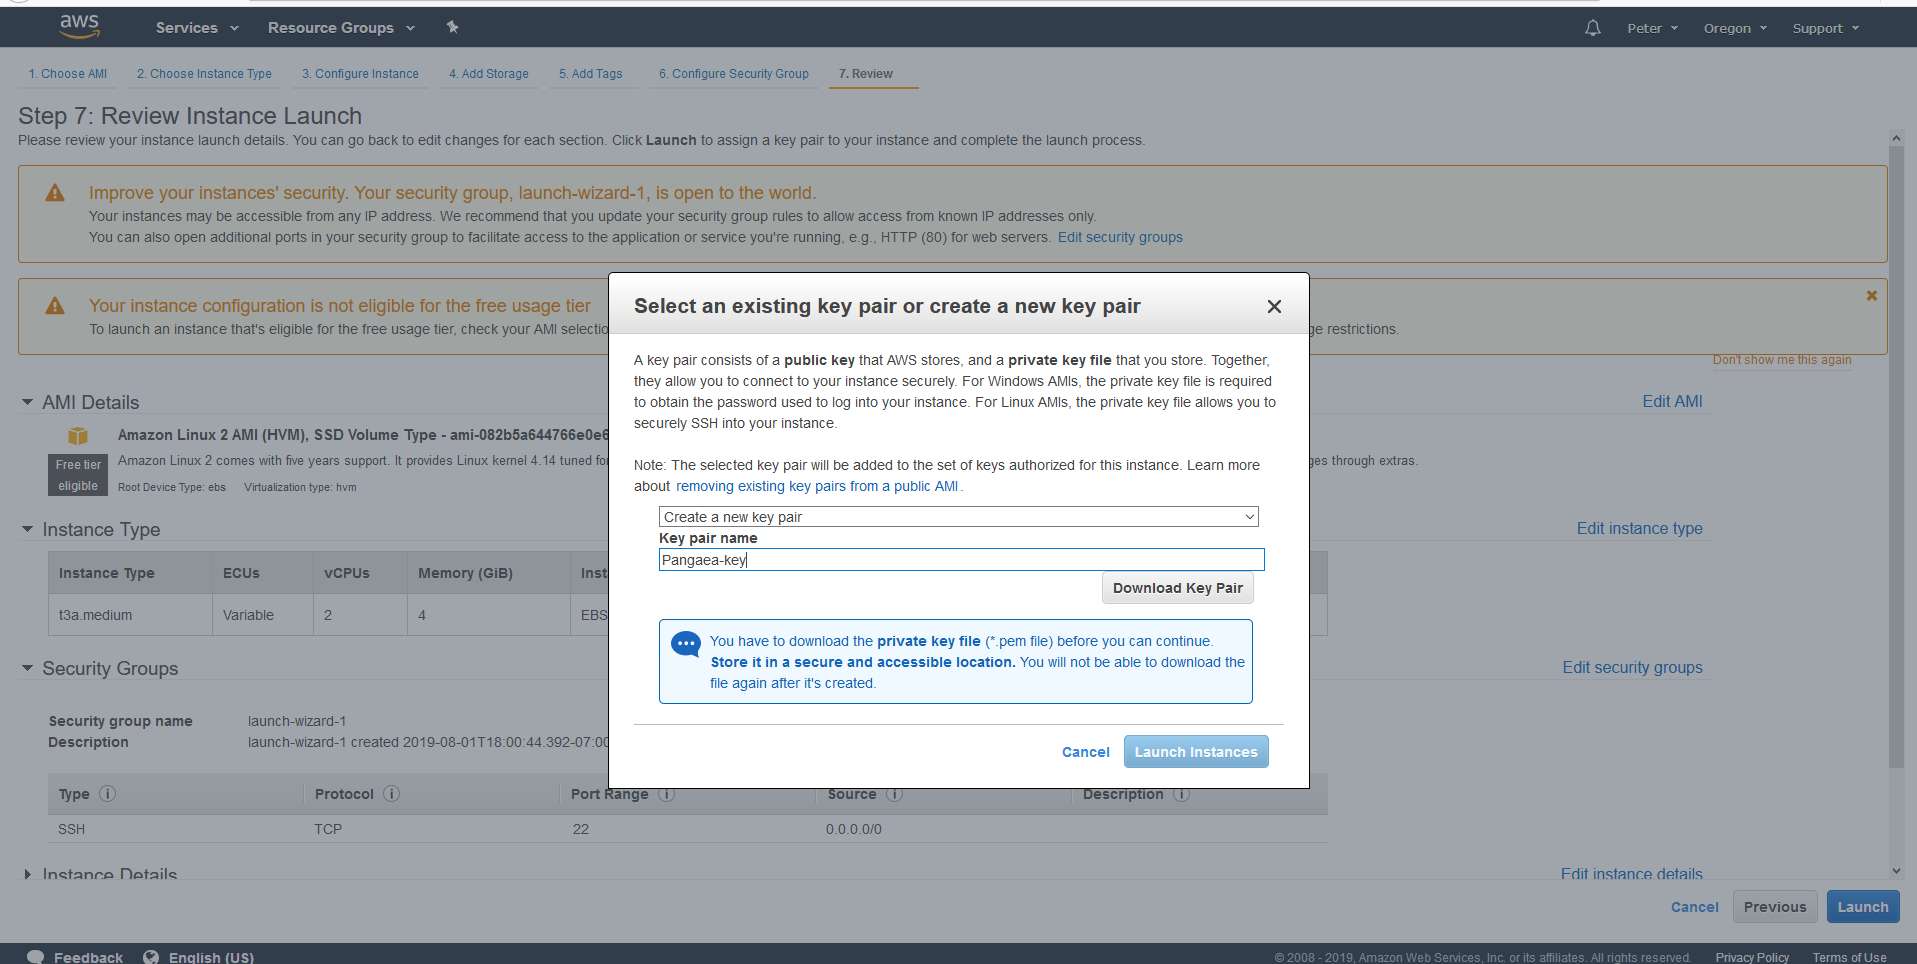 aws
Services
Resource Groups
Peter
Oregon
Support
1. Choose AMI
2. Choose Instance Type
3. Configure Instance
4. Add Storage
5. Add Tags
6. Configure Security Group
7. Review
Step 7: Review Instance Launch
Please review your instance launch details. You can go back to edit changes for each section. Click Launch to assign a key pair to your instance and complete the launch process.
Improve your instances' security. Your security group, launch-wizard-1, is open to the world.
Your instances may be accessible from any IP address. We recommend that you update your security group rules to allow access from known IP addresses only.
You can also open additional ports in your security group to facilitate access to the application or service you're running, e.g., HTTP (80) for web servers. Edit security groups
Your instance configuration is not eligible for the free usage tier
To launch an instance that's eligible for the free usage tier, check your AMI selectio
ge restrictions.
Don't show me this again
AMI Details
Edit AMI
Amazon Linux 2 AMI (HVM), SSD Volume Type - ami-082b5a644766e0e6
Free tier
eligible
Amazon Linux 2 comes with five years support. It provides Linux kernel 4.14 tuned for
ges through extras.
Root Device Type: ebs Virtualization type: hvm
Instance Type
Edit instance type
Instance Type ECUs vCPUs Memory (GiB) Inst
t3a.medium Variable 2 4 EBS
Security Groups
Edit security groups
Security group name launch-wizard-1
Description launch-wizard-1 created 2019-08-01T18:00:44.392-07:00
Type Protocol Port Range Source Description
SSH TCP 22 0.0.0.0/0
Instance Details
Edit instance details
Select an existing key pair or create a new key pair
A key pair consists of a public key that AWS stores, and a private key file that you store. Together,
they allow you to connect to your instance securely. For Windows AMIs, the private key file is required
to obtain the password used to log into your instance. For Linux AMIs, the private key file allows you to
securely SSH into your instance.
Note: The selected key pair will be added to the set of keys authorized for this instance. Learn more
about removing existing key pairs from a public AMI.
Create a new key pair
Key pair name
Pangaea-key
Download Key Pair
You have to download the private key file (*.pem file) before you can continue.
Store it in a secure and accessible location. You will not be able to download the
file again after it's created.
Cancel
Launch Instances
Cancel
Previous
Launch
Feedback
English (US)
© 2008 - 2019, Amazon Web Services, Inc. or its affiliates. All rights reserved.
Privacy Policy
Terms of Use